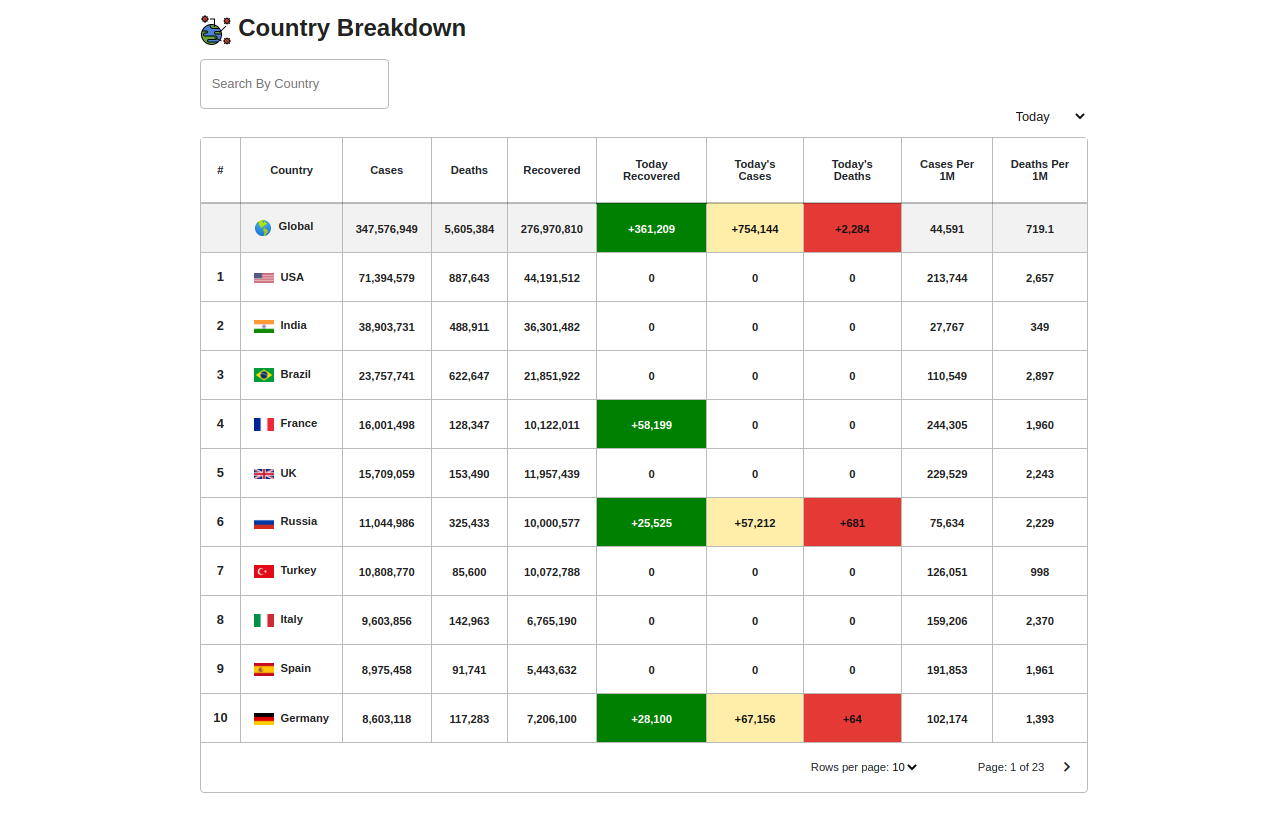 Country Breakdown
Search By Country
Today
# Country Cases Deaths Recovered Today Recovered Today's Cases Today's Deaths Cases Per 1M Deaths Per 1M
Global 347,576,949 5,605,384 276,970,810 +361,209 +754,144 +2,284 44,591 719.1
1 USA 71,394,579 887,643 44,191,512 0 0 0 213,744 2,657
2 India 38,903,731 488,911 36,301,482 0 0 0 27,767 349
3 Brazil 23,757,741 622,647 21,851,922 0 0 0 110,549 2,897
4 France 16,001,498 128,347 10,122,011 +58,199 0 0 244,305 1,960
5 UK 15,709,059 153,490 11,957,439 0 0 0 229,529 2,243
6 Russia 11,044,986 325,433 10,000,577 +25,525 +57,212 +681 75,634 2,229
7 Turkey 10,808,770 85,600 10,072,788 0 0 0 126,051 998
8 Italy 9,603,856 142,963 6,765,190 0 0 0 159,206 2,370
9 Spain 8,975,458 91,741 5,443,632 0 0 0 191,853 1,961
10 Germany 8,603,118 117,283 7,206,100 +28,100 +67,156 +64 102,174 1,393
Rows per page: 10 Page: 1 of 23